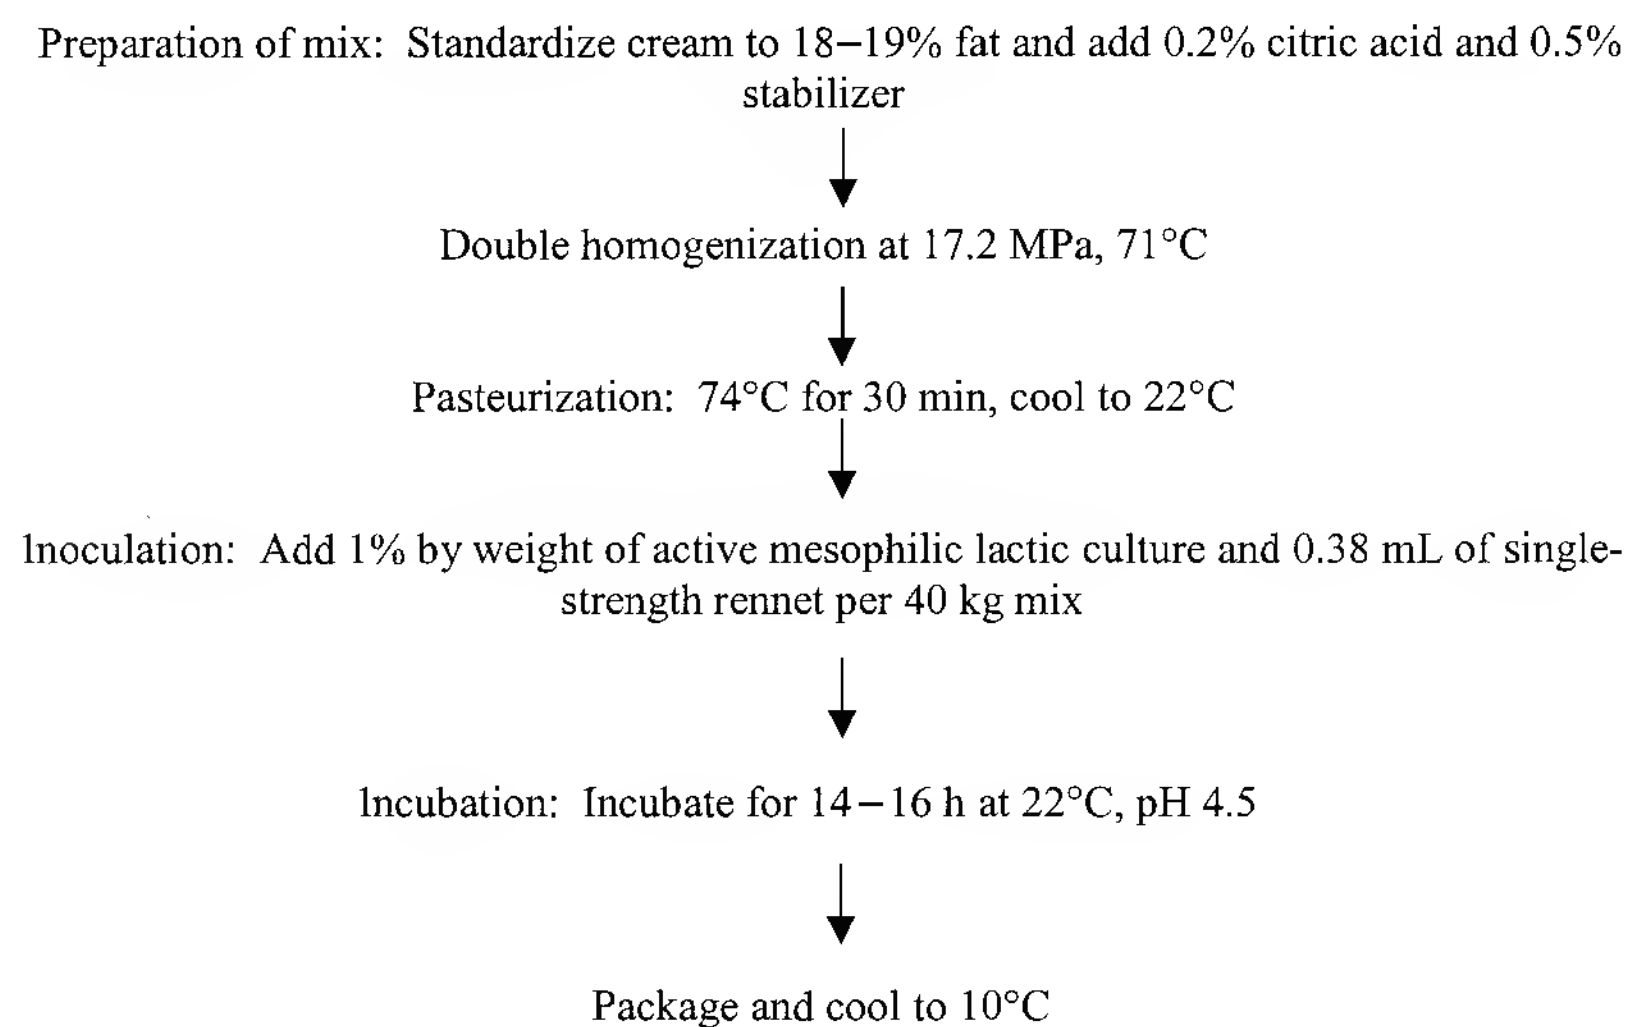 Preparation of mix: Standardize cream to 18–19% fat and add 0.2% citric acid and 0.5%
stabilizer
Double homogenization at 17.2 MPa, 71°C
Pasteurization: 74°C for 30 min, cool to 22°C
Inoculation: Add 1% by weight of active mesophilic lactic culture and 0.38 mL of single-
strength rennet per 40 kg mix
Incubation: Incubate for 14–16 h at 22°C, pH 4.5
Package and cool to 10°C